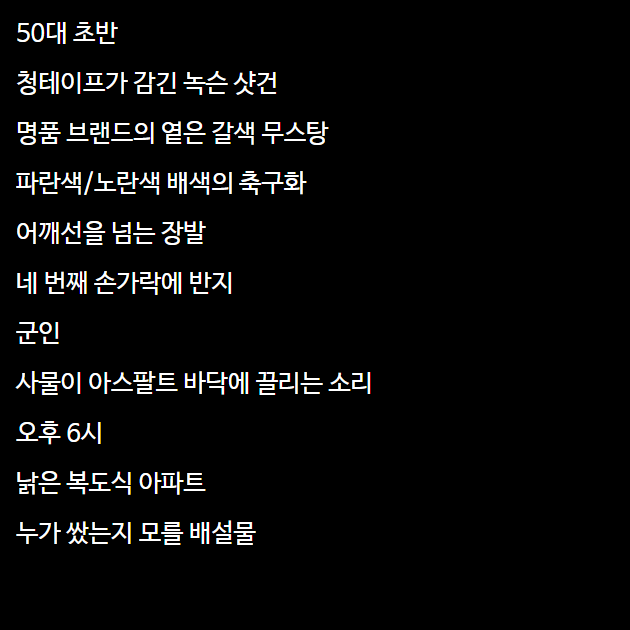 50대 초반
청테이프가 감긴 녹슨 샷건
명품 브랜드의 옅은 갈색 무스탕
파란색/노란색 배색의 축구화
어깨선을 넘는 장발
네 번째 손가락에 반지
군인
사물이 아스팔트 바닥에 끌리는 소리
오후 6시
낡은 복도식 아파트
누가 쌌는지 모를 배설물